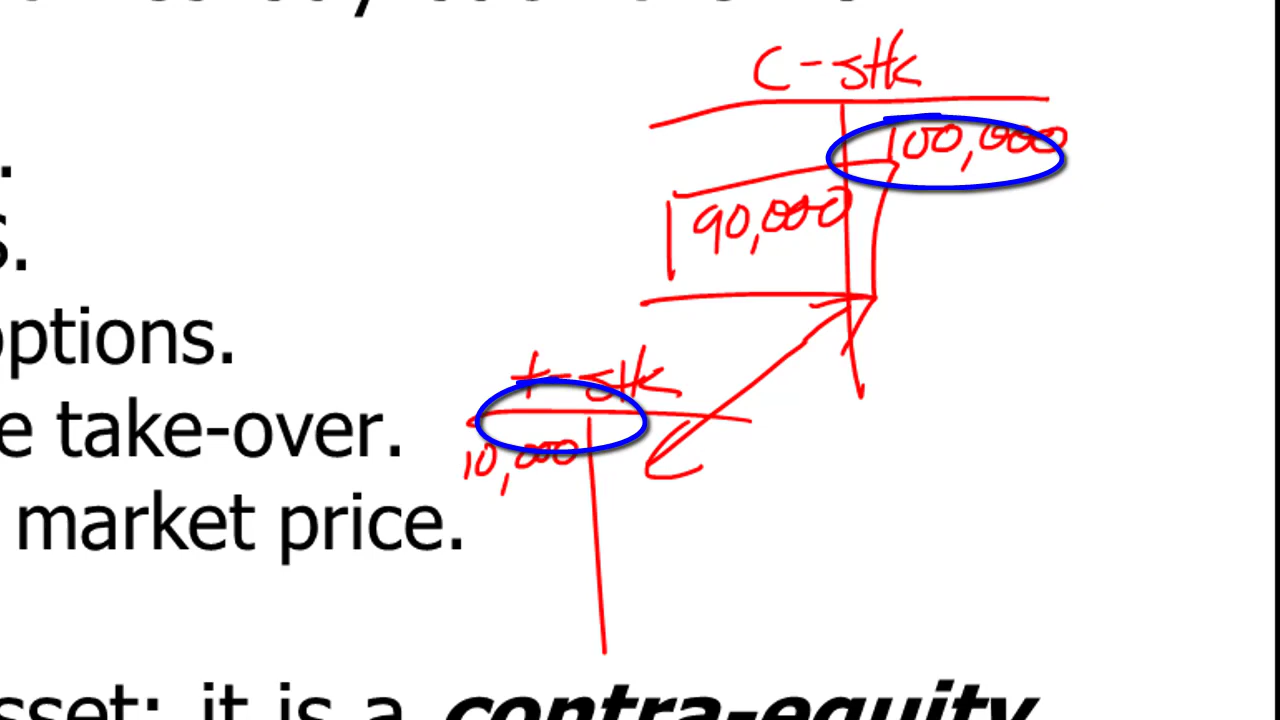 C-stk
100,000
.
s.
90,000
options.
t-stk
e take-over.
10,000
market price.
sset; it is a contra-equity